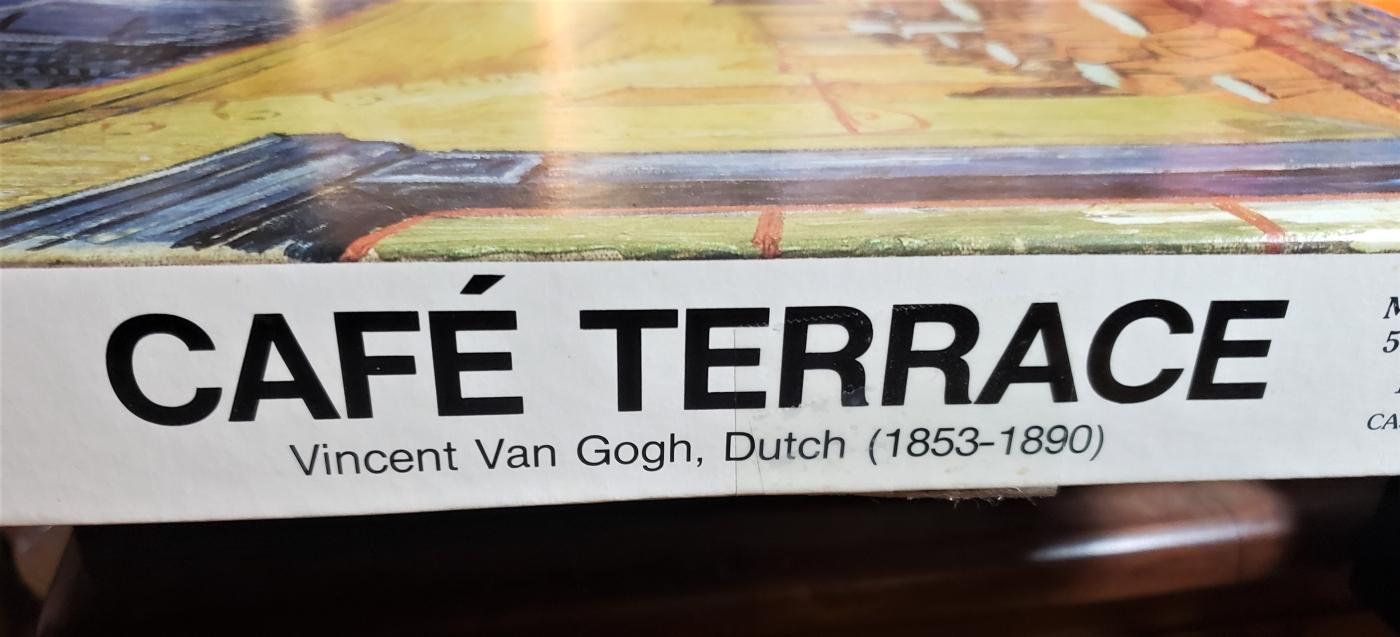 CAFÉ TERRACE
Vincent Van Gogh, Dutch (1853-1890)